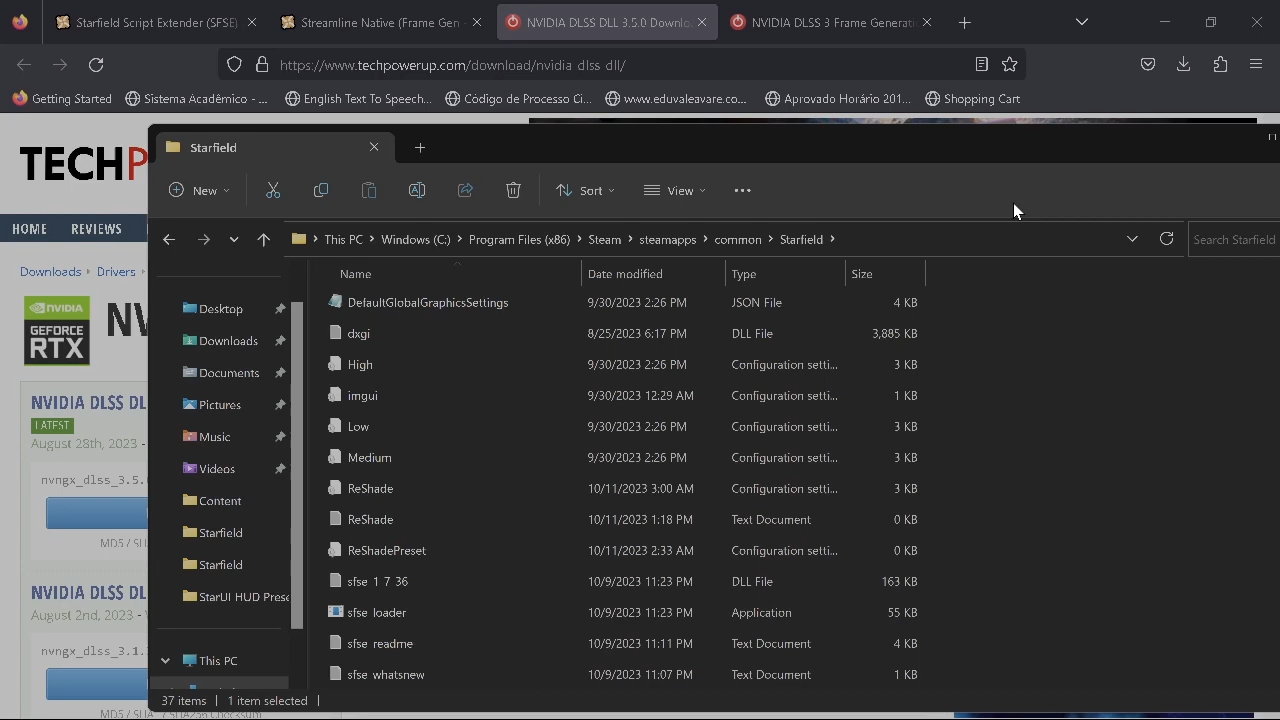 Starfield Script Extender (SFSE)
Streamline Native (Frame Gen -
NVIDIA DLSS DLL 3.5.0 Downlo
NVIDIA DLSS 3 Frame Generati
https://www.techpowerup.com/download/nvidia_dlss_dll/
Getting Started
Sistema Acadêmico - ...
English Text To Speech...
Código de Processo Ci...
www.eduvaleavare.co...
Aprovado Horário 201...
Shopping Cart
TECHP
HOME REVIEWS
Downloads Drivers
NVIDIA
GEFORCE
RTX
NV
NVIDIA DLSS DL
LATEST
August 28th, 2023 -
nvngx_dlss_3.5.
MD5 / SHA
NVIDIA DLSS DL
August 2nd, 2023 -
nvngx_dlss_3.1.
MD5 / SHA
Starfield
New Sort View
This PC Windows (C:) Program Files (x86) Steam steamapps common Starfield
Search Starfield
Desktop
Downloads
Documents
Pictures
Music
Videos
Content
Starfield
Starfield
StarUI HUD Prese
This PC
Name Date modified Type Size
DefaultGlobalGraphicsSettings 9/30/2023 2:26 PM JSON File 4 KB
dxgi 8/25/2023 6:17 PM DLL File 3,885 KB
High 9/30/2023 2:26 PM Configuration setti... 3 KB
imgui 9/30/2023 12:29 AM Configuration setti... 1 KB
Low 9/30/2023 2:26 PM Configuration setti... 3 KB
Medium 9/30/2023 2:26 PM Configuration setti... 3 KB
ReShade 10/11/2023 3:00 AM Configuration setti... 3 KB
ReShade 10/11/2023 1:18 PM Text Document 0 KB
ReShadePreset 10/11/2023 2:33 AM Configuration setti... 0 KB
sfse_1_7_36 10/9/2023 11:23 PM DLL File 163 KB
sfse_loader 10/9/2023 11:23 PM Application 55 KB
sfse_readme 10/9/2023 11:11 PM Text Document 4 KB
sfse_whatsnew 10/9/2023 11:07 PM Text Document 1 KB
37 items 1 item selected